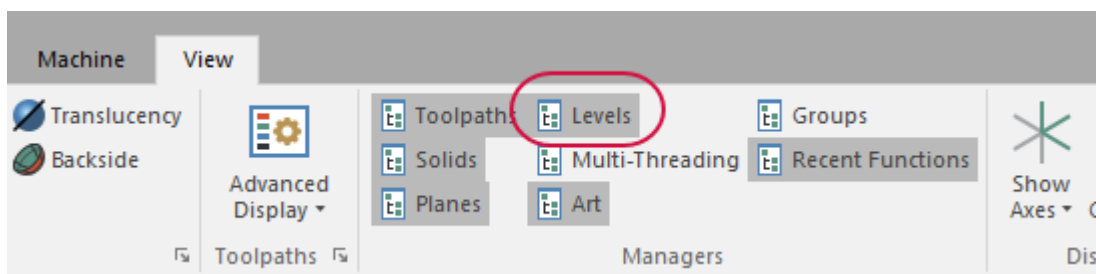 Machine View
Translucency
Backside
Advanced
Display
Toolpaths
Toolpaths
Solids
Planes
Levels
Multi-Threading
Art
Groups
Recent Functions
Managers
Show
Axes
Dis